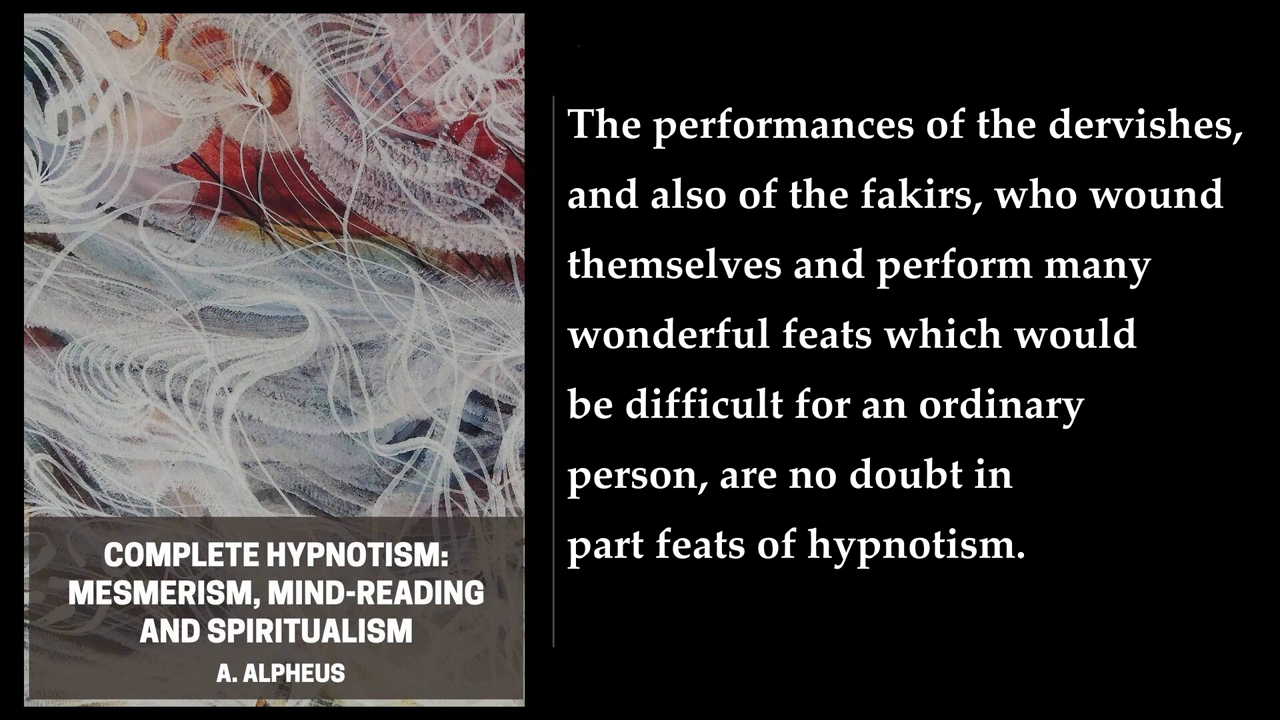 COMPLETE HYPNOTISM:
MESMERISM, MIND-READING
AND SPIRITUALISM
A. ALPHEUS
The performances of the dervishes,
and also of the fakirs, who wound
themselves and perform many
wonderful feats which would
be difficult for an ordinary
person, are no doubt in
part feats of hypnotism.